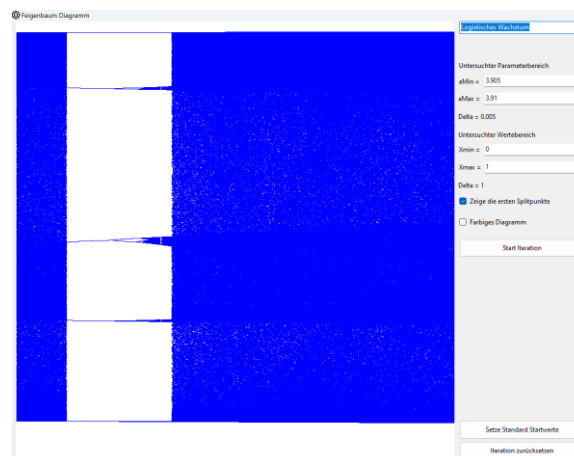 Feigenbaum Diagramm
Logistisches Wachstum
Untersuchter Parameterbereich
aMin = 3.905
aMax = 3.91
Delta = 0.005
Untersuchter Wertebereich
Xmin = 0
Xmax = 1
Delta = 1
Zeige die ersten Splitpunkte
Farbiges Diagramm
Start Iteration
Setze Standard Startwerte
Iteration zurücksetzen